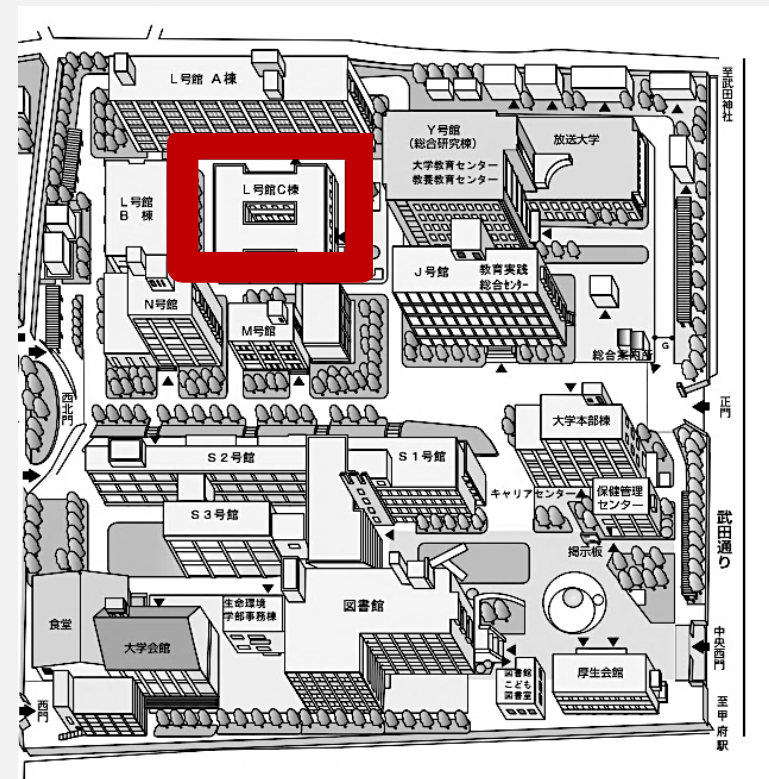 L号館 A棟
Y号館
(総合研究棟)
大学教育センター
教養教育センター
放送大学
至武田神社
L号館
B 棟
L号館C棟
J号館
教育実践
総合センター
N号館
M号館
総合案内所
G
西北門
正門
大学本部棟
S2号館
S1号館
キャリアセンター
保健管理
センター
S3号館
掲示板
武田通り
食堂
大学会館
生命環境
学部事務棟
図書館
中央西門
厚生会館
図書館
こども
図書室
西門
至甲府駅